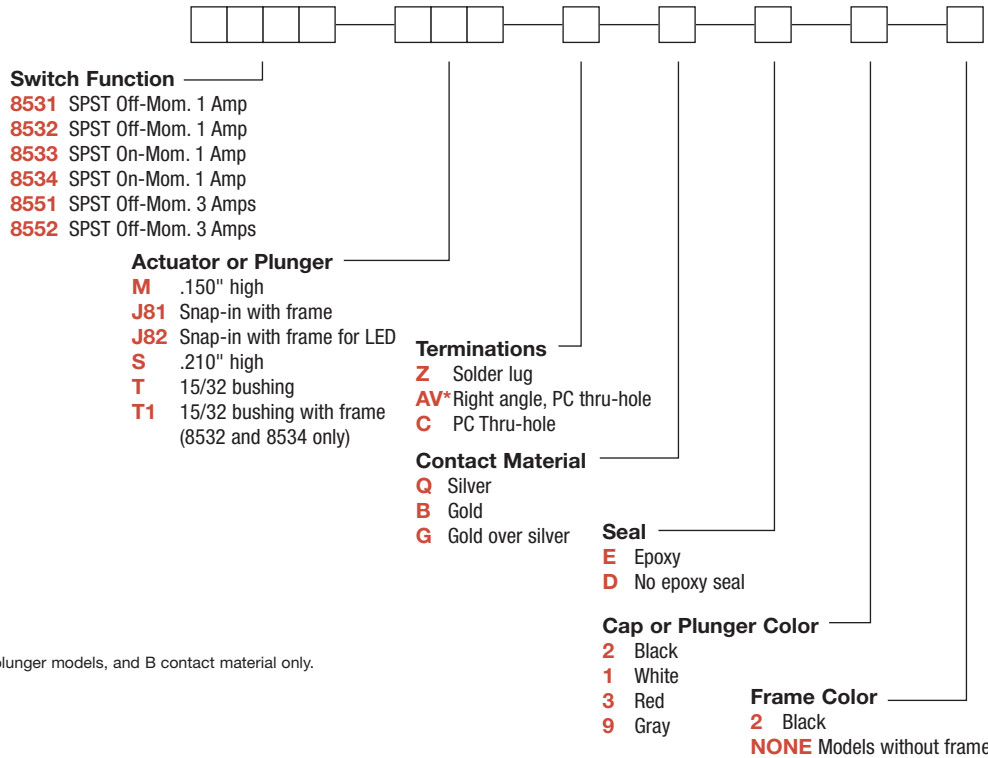 Switch Function
8531 SPST Off-Mom. 1 Amp
8532 SPST Off-Mom. 1 Amp
8533 SPST On-Mom. 1 Amp
8534 SPST On-Mom. 1 Amp
8551 SPST Off-Mom. 3 Amps
8552 SPST Off-Mom. 3 Amps
Actuator or Plunger
M .150" high
J81 Snap-in with frame
J82 Snap-in with frame for LED
S .210" high
T 15/32 bushing
T1 15/32 bushing with frame
(8532 and 8534 only)
Terminations
Z Solder lug
AV* Right angle, PC thru-hole
C PC Thru-hole
Contact Material
Q Silver
B Gold
G Gold over silver
Seal
E Epoxy
D No epoxy seal
Cap or Plunger Color
2 Black
1 White
3 Red
9 Gray
Frame Color
2 Black
NONE Models without frame
plunger models, and B contact material only.